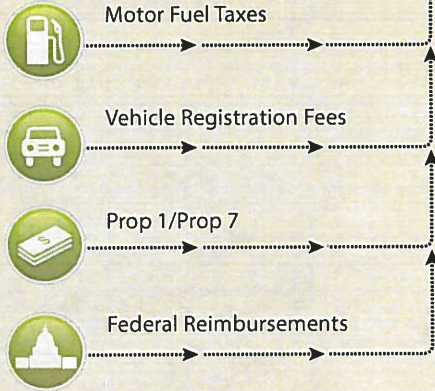 Motor Fuel Taxes
Vehicle Registration Fees
Prop 1/Prop 7
$
Federal Reimbursements